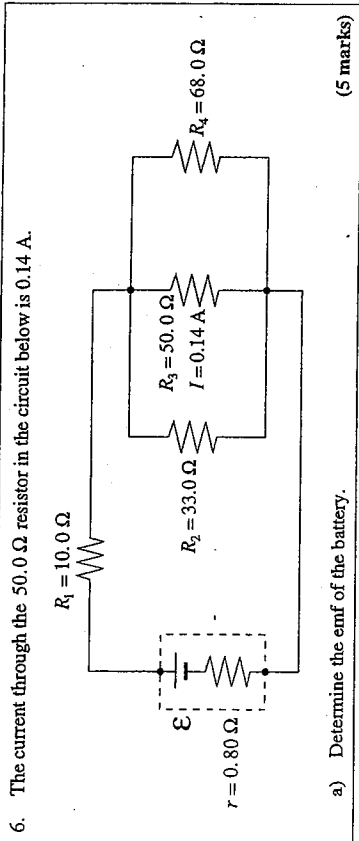 6. The current through the 50.0 Ω resistor in the circuit below is 0.14 A.
R₁ = 10.0 Ω
ℰ
r = 0.80 Ω
R₂ = 33.0 Ω
R₃ = 50.0 Ω
I = 0.14 A
R₄ = 68.0 Ω
a) Determine the emf of the battery.
(5 marks)